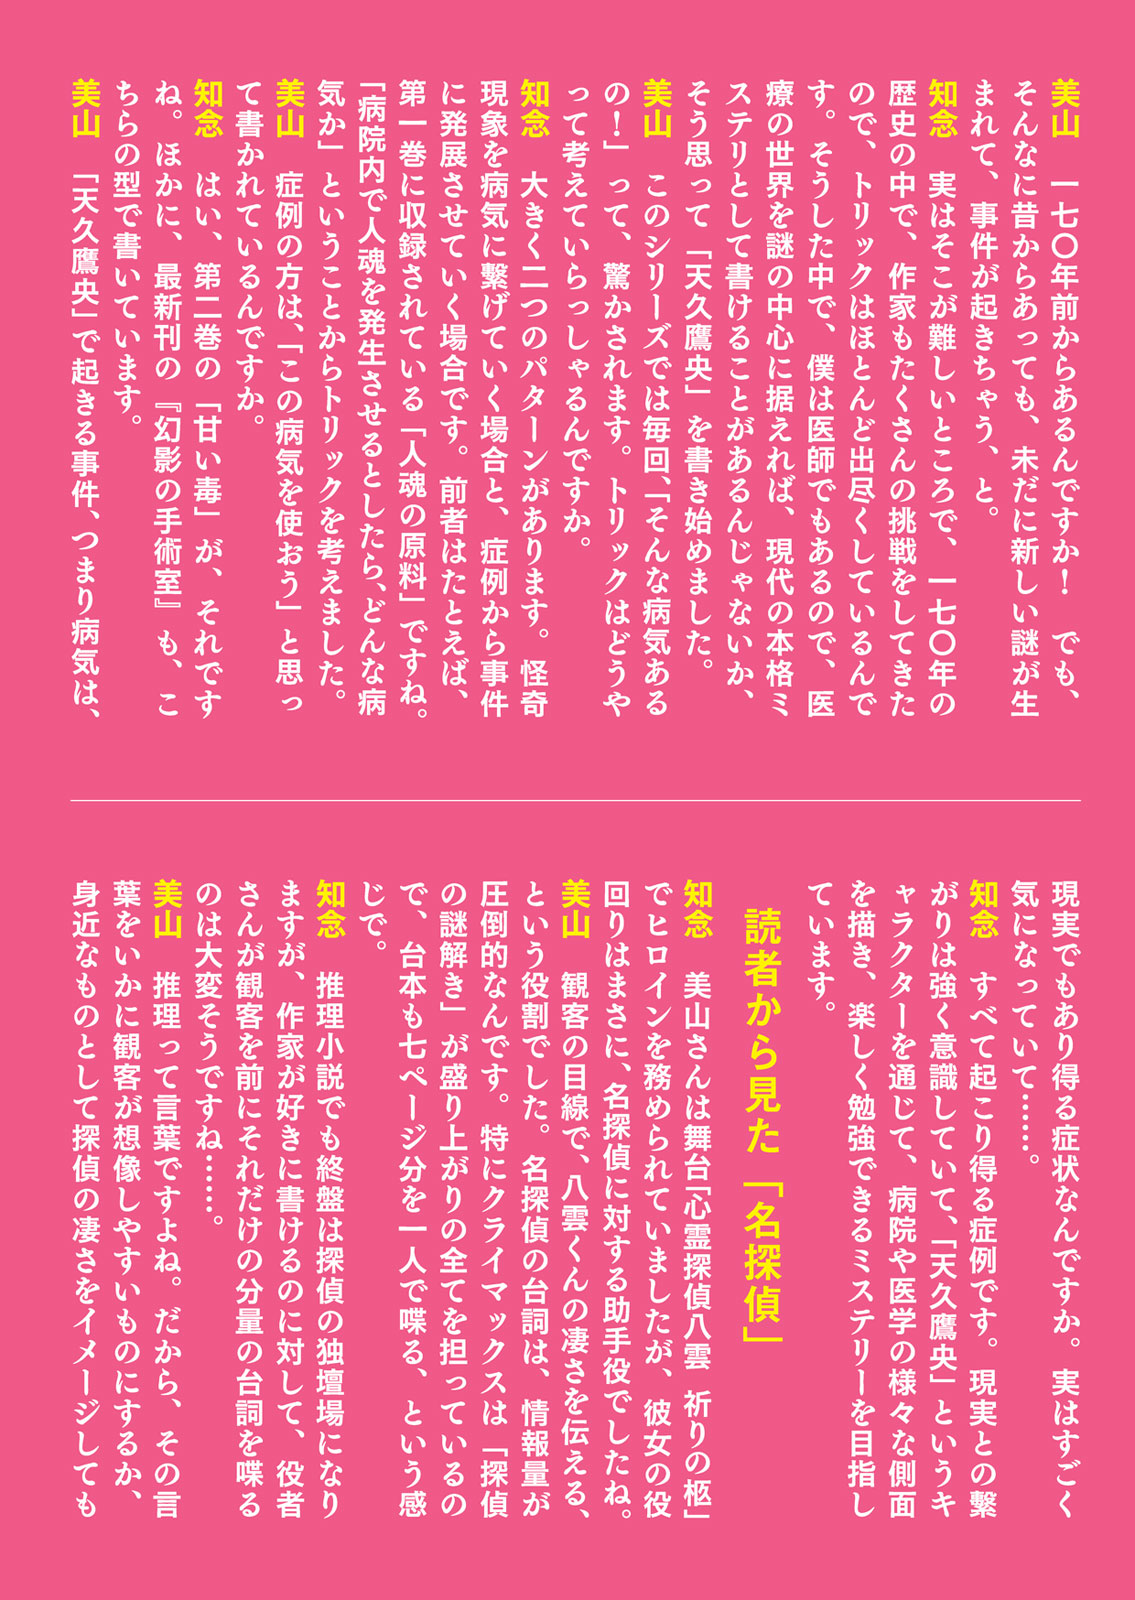 美山　一七〇年前からあるんですか！　でも、
そんなに昔からあっても、未だに新しい謎が生
まれて、事件が起きちゃう、と。
知念　実はそこが難しいところで、一七〇年の
歴史の中で、作家もたくさんの挑戦をしてきた
ので、トリックはほとんど出尽くしているんで
す。そうした中で、僕は医師でもあるので、医
療の世界を謎の中心に据えれば、現代の本格ミ
ステリとして書けることがあるんじゃないか、
そう思って「天久鷹央」を書き始めました。
美山　このシリーズでは毎回、「そんな病気ある
の！」って、驚かされます。トリックはどうや
って考えていらっしゃるんですか。
知念　大きく二つのパターンがあります。怪奇
現象を病気に繋げていく場合と、症例から事件
に発展させていく場合です。前者はたとえば、
第一巻に収録されている「人魂の原料」ですね。
「病院内で人魂を発生させるとしたら、どんな病
気か」ということからトリックを考えました。
美山　症例の方は、「この病気を使おう」と思っ
て書かれているんですか。
知念　はい、第二巻の「甘い毒」が、それです
ね。ほかに、最新刊の『幻影の手術室』も、こ
ちらの型で書いています。
美山　「天久鷹央」で起きる事件、つまり病気は、
現実でもあり得る症状なんですか。実はすごく
気になっていて……。
知念　すべて起こり得る症例です。現実との繋
がりは強く意識していて、「天久鷹央」というキ
ャラクターを通じて、病院や医学の様々な側面
を描き、楽しく勉強できるミステリーを目指し
ています。
読者から見た「名探偵」
知念　美山さんは舞台「心霊探偵八雲 祈りの柩」
でヒロインを務められていましたが、彼女の役
回りはまさに、名探偵に対する助手役でしたね。
美山　観客の目線で、八雲くんの凄さを伝える、
という役割でした。名探偵の台詞は、情報量が
圧倒的なんです。特にクライマックスは「探偵
の謎解き」が盛り上がりの全てを担っているの
で、台本も七ページ分を一人で喋る、という感
じで。
知念　推理小説でも終盤は探偵の独壇場になり
ますが、作家が好きに書けるのに対して、役者
さんが観客を前にそれだけの分量の台詞を喋る
のは大変そうですね……。
美山　推理って言葉ですよね。だから、その言
葉をいかに観客が想像しやすいものにするか、
身近なものとして探偵の凄さをイメージしても